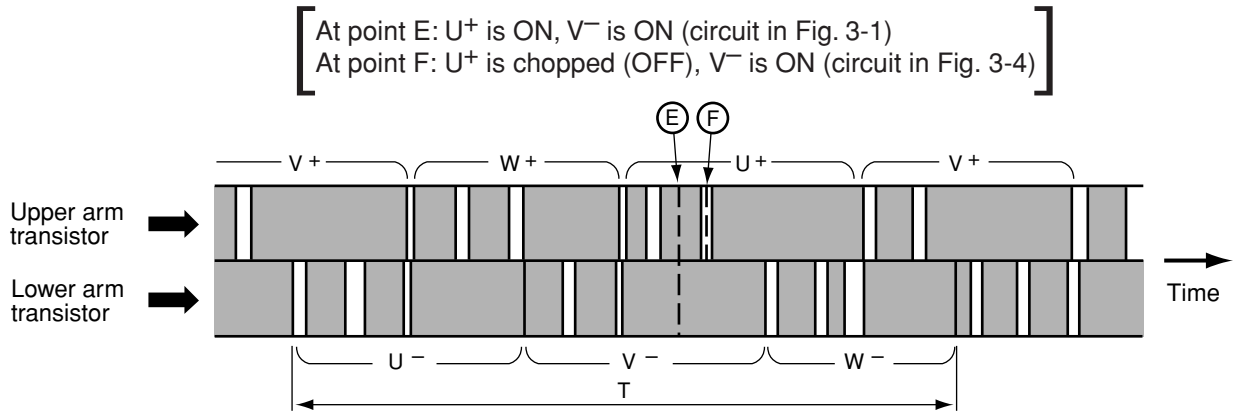 At point E: U+ is ON, V− is ON (circuit in Fig. 3-1)
At point F: U+ is chopped (OFF), V− is ON (circuit in Fig. 3-4)
E F
V+ W+ U+ V+
Upper arm
transistor
Lower arm
transistor
Time
U− V− W−
T